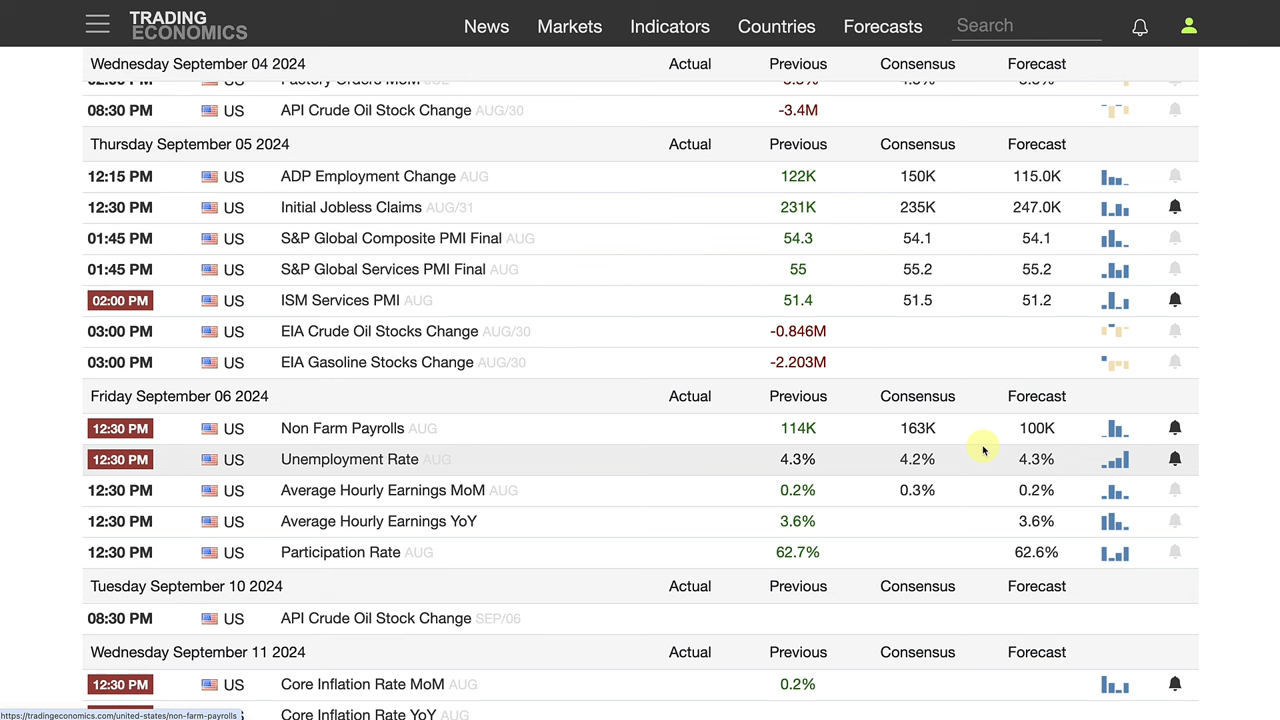 TRADING ECONOMICS News Markets Indicators Countries Forecasts Search
Wednesday September 04 2024 Actual Previous Consensus Forecast
08:30 PM US API Crude Oil Stock Change AUG/30 -3.4M
Thursday September 05 2024 Actual Previous Consensus Forecast
12:15 PM US ADP Employment Change AUG 122K 150K 115.0K
12:30 PM US Initial Jobless Claims AUG/31 231K 235K 247.0K
01:45 PM US S&P Global Composite PMI Final AUG 54.3 54.1 54.1
01:45 PM US S&P Global Services PMI Final AUG 55 55.2 55.2
02:00 PM US ISM Services PMI AUG 51.4 51.5 51.2
03:00 PM US EIA Crude Oil Stocks Change AUG/30 -0.846M
03:00 PM US EIA Gasoline Stocks Change AUG/30 -2.203M
Friday September 06 2024 Actual Previous Consensus Forecast
12:30 PM US Non Farm Payrolls AUG 114K 163K 100K
12:30 PM US Unemployment Rate AUG 4.3% 4.2% 4.3%
12:30 PM US Average Hourly Earnings MoM AUG 0.2% 0.3% 0.2%
12:30 PM US Average Hourly Earnings YoY 3.6% 3.6%
12:30 PM US Participation Rate AUG 62.7% 62.6%
Tuesday September 10 2024 Actual Previous Consensus Forecast
08:30 PM US API Crude Oil Stock Change SEP/06
Wednesday September 11 2024 Actual Previous Consensus Forecast
12:30 PM US Core Inflation Rate MoM AUG 0.2%
Core Inflation Rate YoY AUG
https://tradingeconomics.com/united-states/non-farm-payrolls